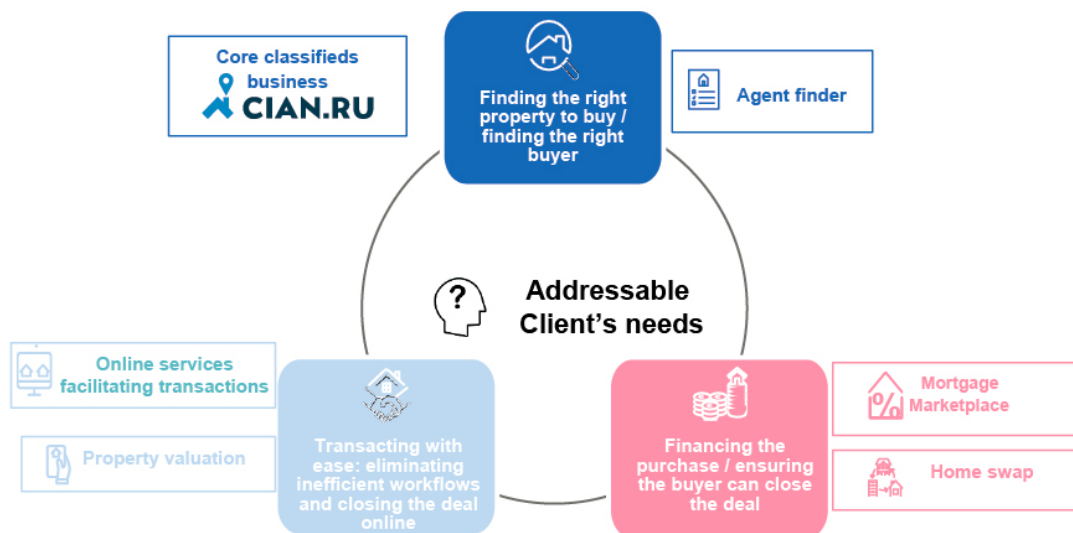 Core classifieds
business
CIAN.RU
Finding the right
property to buy /
finding the right
buyer
Agent finder
?
Addressable
Client's needs
Online services
facilitating transactions
Property valuation
Transacting with
ease: eliminating
inefficient workflows
and closing the deal
online
Financing the
purchase / ensuring
the buyer can close
the deal
%
Mortgage
Marketplace
Home swap